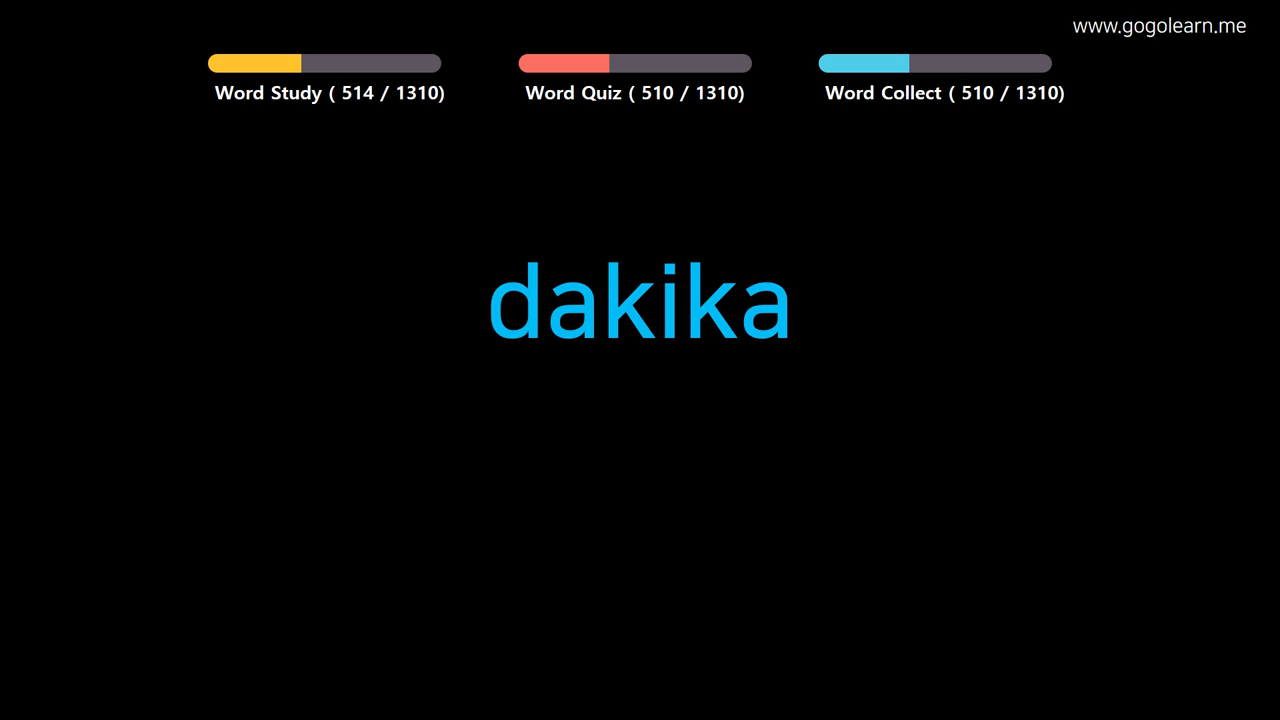 www.gogolearn.me
Word Study ( 514 / 1310)
Word Quiz ( 510 / 1310)
Word Collect ( 510 / 1310)
dakika